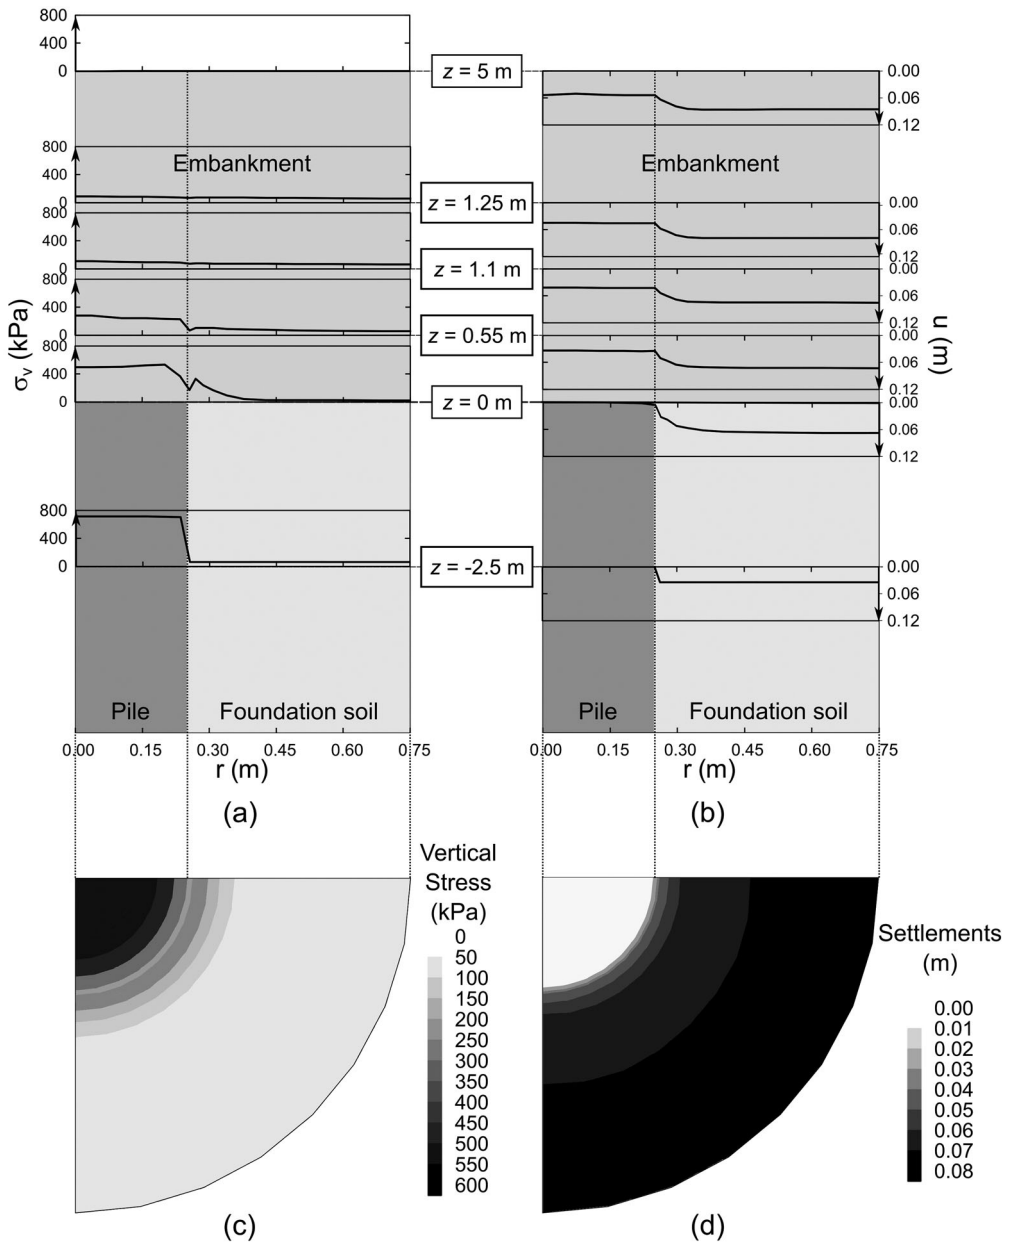 800
400
0
z = 5 m
0.00
0.06
0.12
Embankment
Embankment
800
400
0
z = 1.25 m
0.00
0.06
0.12
800
400
0
z = 1.1 m
0.00
0.06
0.12
800
400
0
z = 0.55 m
0.00
0.06
0.12
σv (kPa)
u (m)
800
400
0
z = 0 m
0.00
0.06
0.12
800
400
0
z = -2.5 m
0.00
0.06
0.12
Pile
Foundation soil
Pile
Foundation soil
0.00 0.15 0.30 0.45 0.60 0.75
r (m)
0.00 0.15 0.30 0.45 0.60 0.75
r (m)
(a)
(b)
Vertical
Stress
(kPa)
0
50
100
150
200
250
300
350
400
450
500
550
600
(c)
Settlements
(m)
0.00
0.01
0.02
0.03
0.04
0.05
0.06
0.07
0.08
(d)